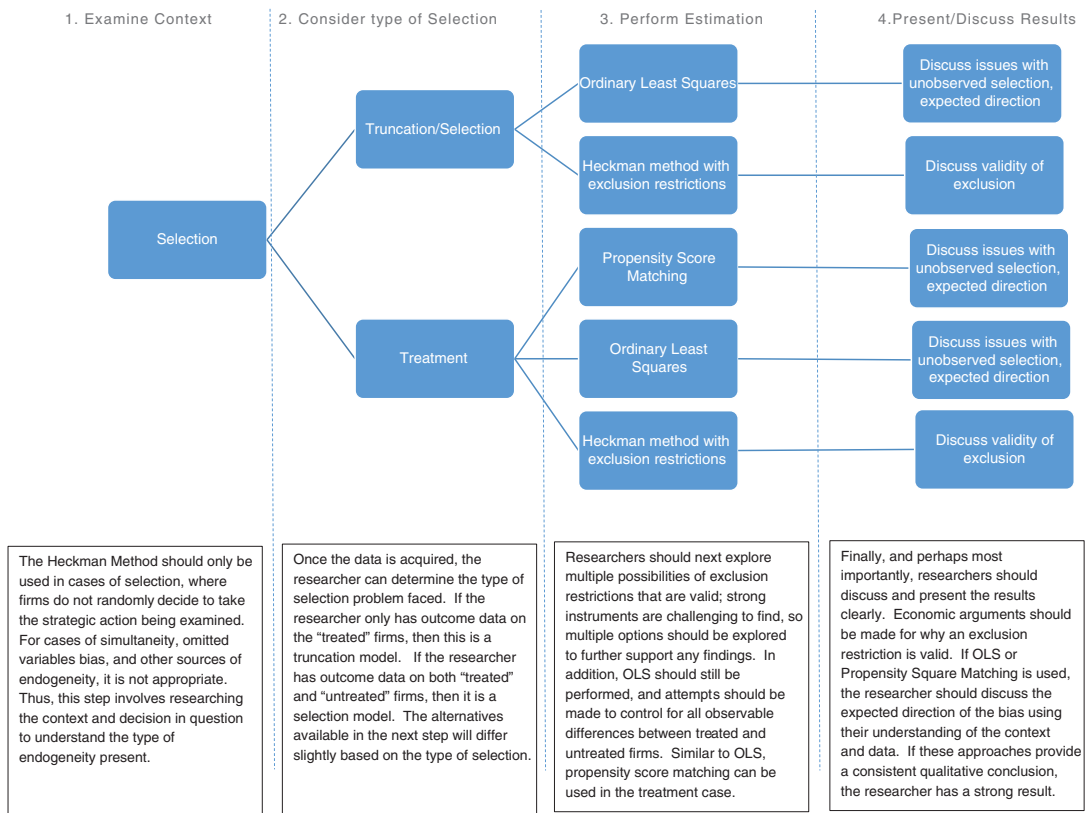 1. Examine Context
2. Consider type of Selection
3. Perform Estimation
4.Present/Discuss Results
Selection
Truncation/Selection
Treatment
Ordinary Least Squares
Heckman method with
exclusion restrictions
Propensity Score
Matching
Ordinary Least
Squares
Heckman method with
exclusion restrictions
Discuss issues with
unobserved selection,
expected direction
Discuss validity of
exclusion
Discuss issues with
unobserved selection,
expected direction
Discuss issues with
unobserved selection,
expected direction
Discuss validity of
exclusion
The Heckman Method should only be
used in cases of selection, where
firms do not randomly decide to take
the strategic action being examined.
For cases of simultaneity, omitted
variables bias, and other sources of
endogeneity, it is not appropriate.
Thus, this step involves researching
the context and decision in question
to understand the type of
endogeneity present.
Once the data is acquired, the
researcher can determine the type of
selection problem faced. If the
researcher only has outcome data on
the “treated” firms, then this is a
truncation model. If the researcher
has outcome data on both “treated”
and “untreated” firms, then it is a
selection model. The alternatives
available in the next step will differ
slightly based on the type of selection.
Researchers should next explore
multiple possibilities of exclusion
restrictions that are valid; strong
instruments are challenging to find, so
multiple options should be explored
to further support any findings. In
addition, OLS should still be
performed, and attempts should be
made to control for all observable
differences between treated and
untreated firms. Similar to OLS,
propensity score matching can be
used in the treatment case.
Finally, and perhaps most
importantly, researchers should
discuss and present the results
clearly. Economic arguments should
be made for why an exclusion
restriction is valid. If OLS or
Propensity Square Matching is used,
the researcher should discuss the
expected direction of the bias using
their understanding of the context
and data. If these approaches provide
a consistent qualitative conclusion,
the researcher has a strong result.